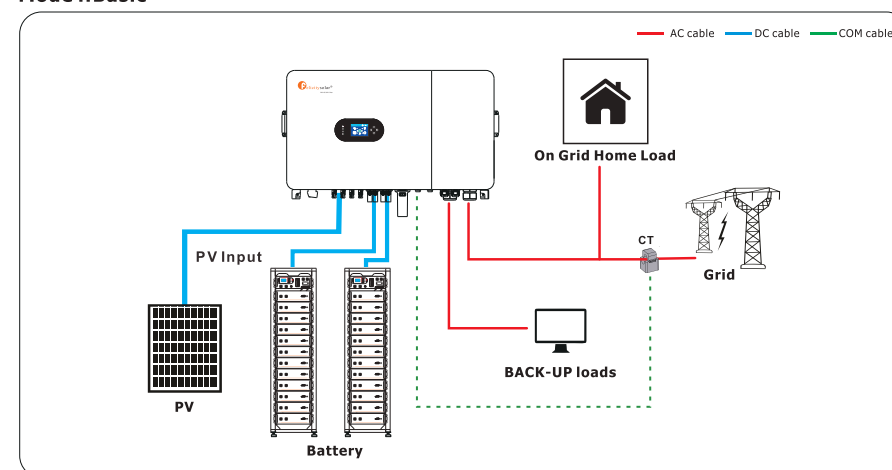 AC cable
DC cable
COM cable
On Grid Home Load
CT
PV Input
Grid
BACK-UP loads
PV
Battery